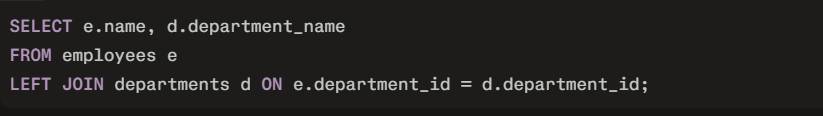 SELECT e.name, d.department_name
FROM employees e
LEFT JOIN departments d ON e.department_id = d.department_id;